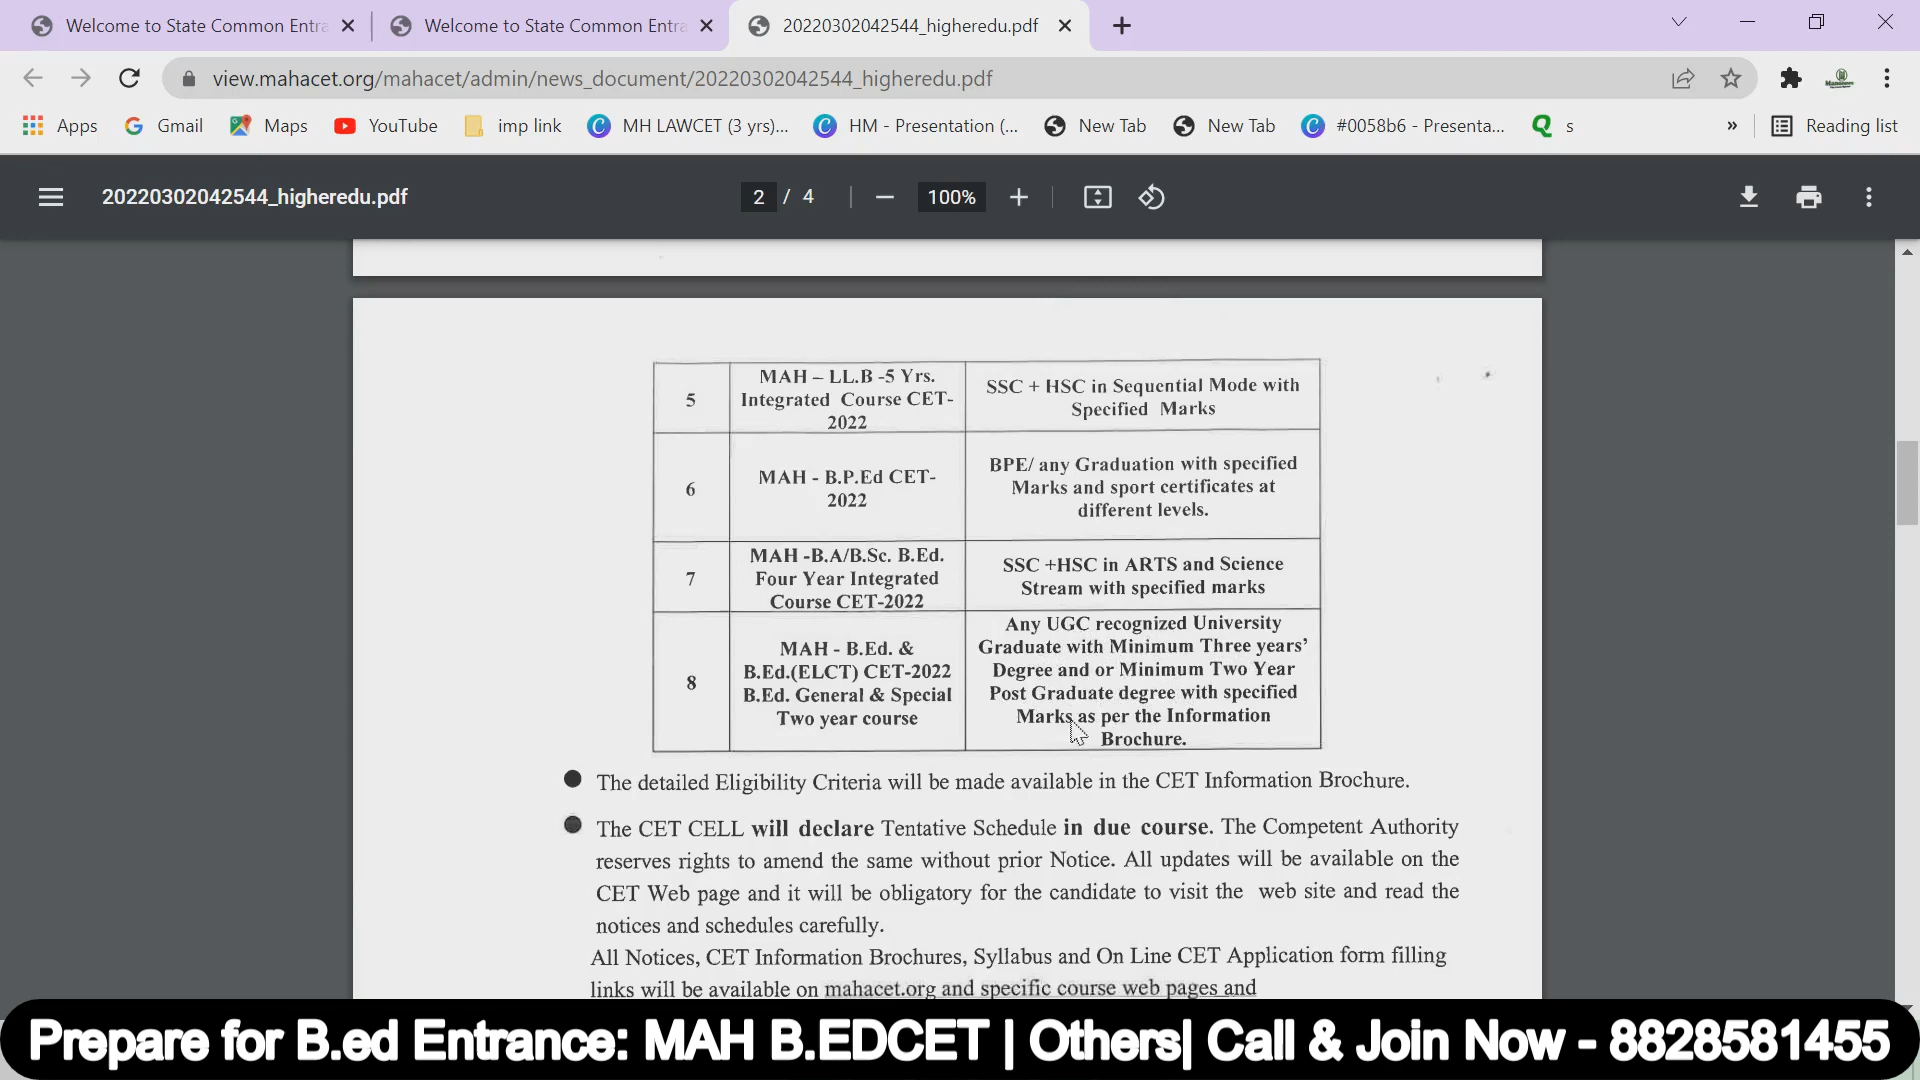 Welcome to State Common Entra
Welcome to State Common Entra
20220302042544_higheredu.pdf
view.mahacet.org/mahacet/admin/news_document/20220302042544_higheredu.pdf
Apps
Gmail
Maps
YouTube
imp link
MH LAWCET (3 yrs)...
HM - Presentation (...
New Tab
New Tab
#0058b6 - Presenta...
s
»
Reading list
20220302042544_higheredu.pdf
2 / 4
100%
5
MAH – LL.B -5 Yrs.
Integrated Course CET-
2022
SSC + HSC in Sequential Mode with
Specified Marks
6
MAH - B.P.Ed CET-
2022
BPE/ any Graduation with specified
Marks and sport certificates at
different levels.
7
MAH -B.A/B.Sc. B.Ed.
Four Year Integrated
Course CET-2022
SSC +HSC in ARTS and Science
Stream with specified marks
8
MAH - B.Ed. &
B.Ed.(ELCT) CET-2022
B.Ed. General & Special
Two year course
Any UGC recognized University
Graduate with Minimum Three years’
Degree and or Minimum Two Year
Post Graduate degree with specified
Marks as per the Information
Brochure.
● The detailed Eligibility Criteria will be made available in the CET Information Brochure.
● The CET CELL will declare Tentative Schedule in due course. The Competent Authority
reserves rights to amend the same without prior Notice. All updates will be available on the
CET Web page and it will be obligatory for the candidate to visit the web site and read the
notices and schedules carefully.
All Notices, CET Information Brochures, Syllabus and On Line CET Application form filling
links will be available on mahacet.org and specific course web pages and
Prepare for B.ed Entrance: MAH B.EDCET | Others| Call & Join Now - 8828581455